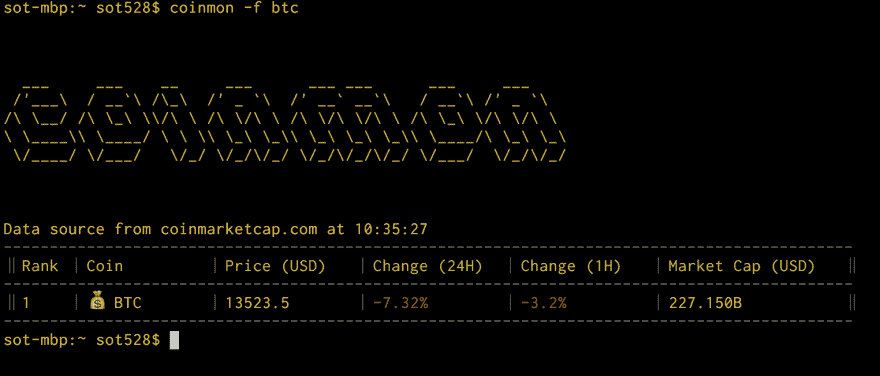 sot-mbp:~ sot528$ coinmon -f btc
coinmon
Data source from coinmarketcap.com at 10:35:27
Rank | Coin | Price (USD) | Change (24H) | Change (1H) | Market Cap (USD)
1 | 💰 BTC | 13523.5 | -7.32% | -3.2% | 227.150B
sot-mbp:~ sot528$